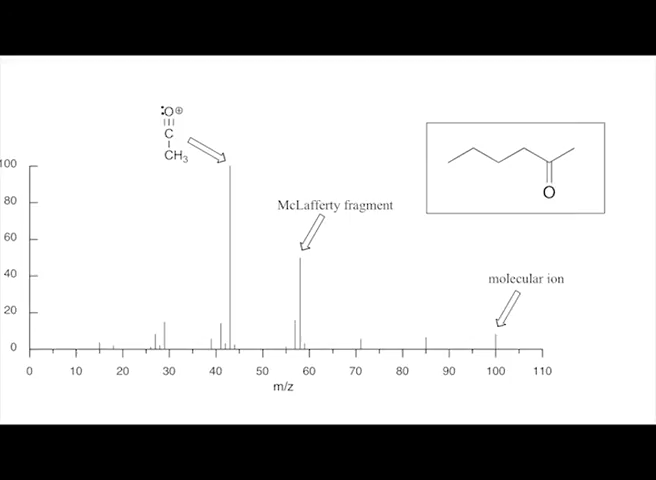 :O⊕
C
CH3
McLafferty fragment
O
molecular ion
100
80
60
40
20
0
0 10 20 30 40 50 60 70 80 90 100 110
m/z